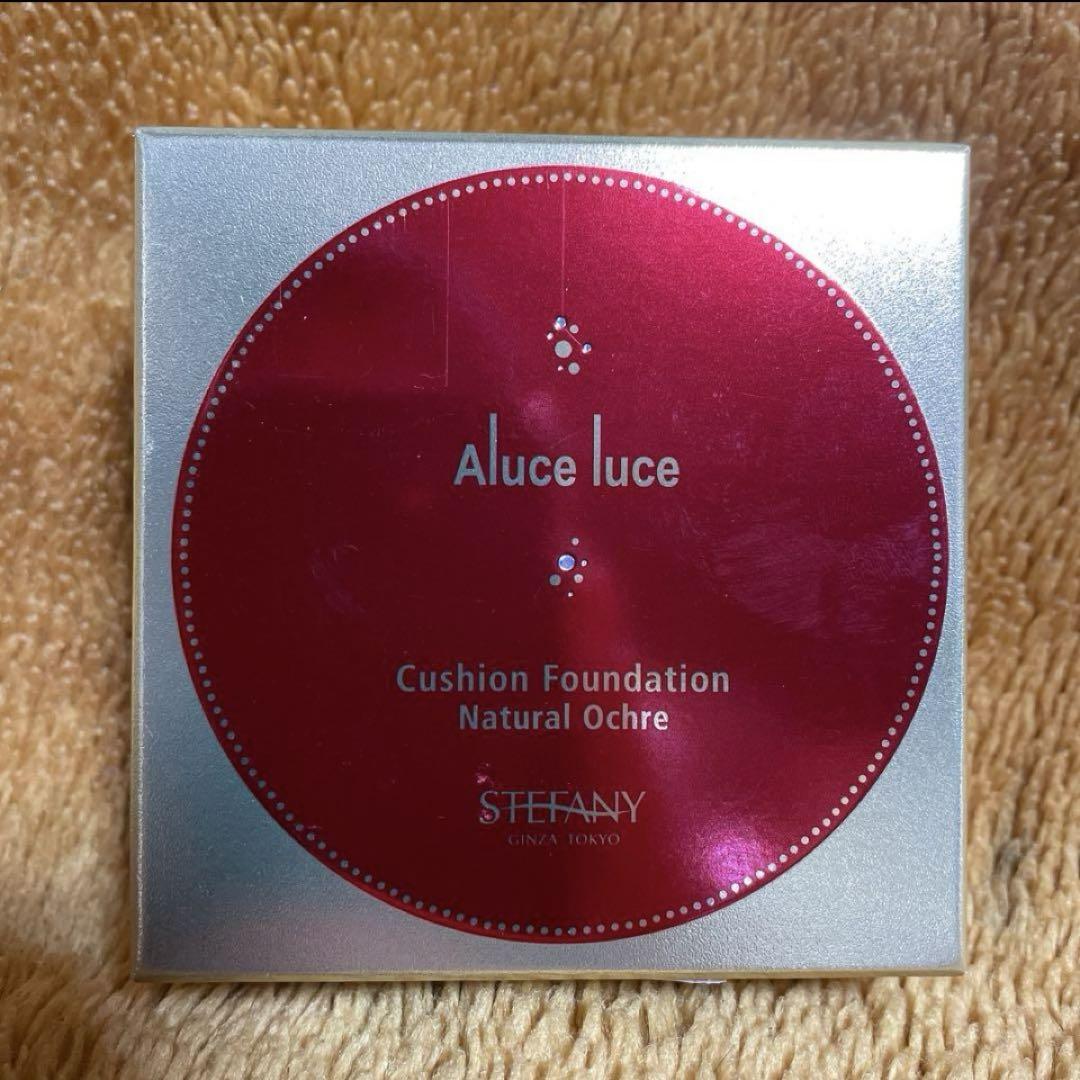 Aluce luce
Cushion Foundation
Natural Ochre
STEFANY
GINZA TOKYO